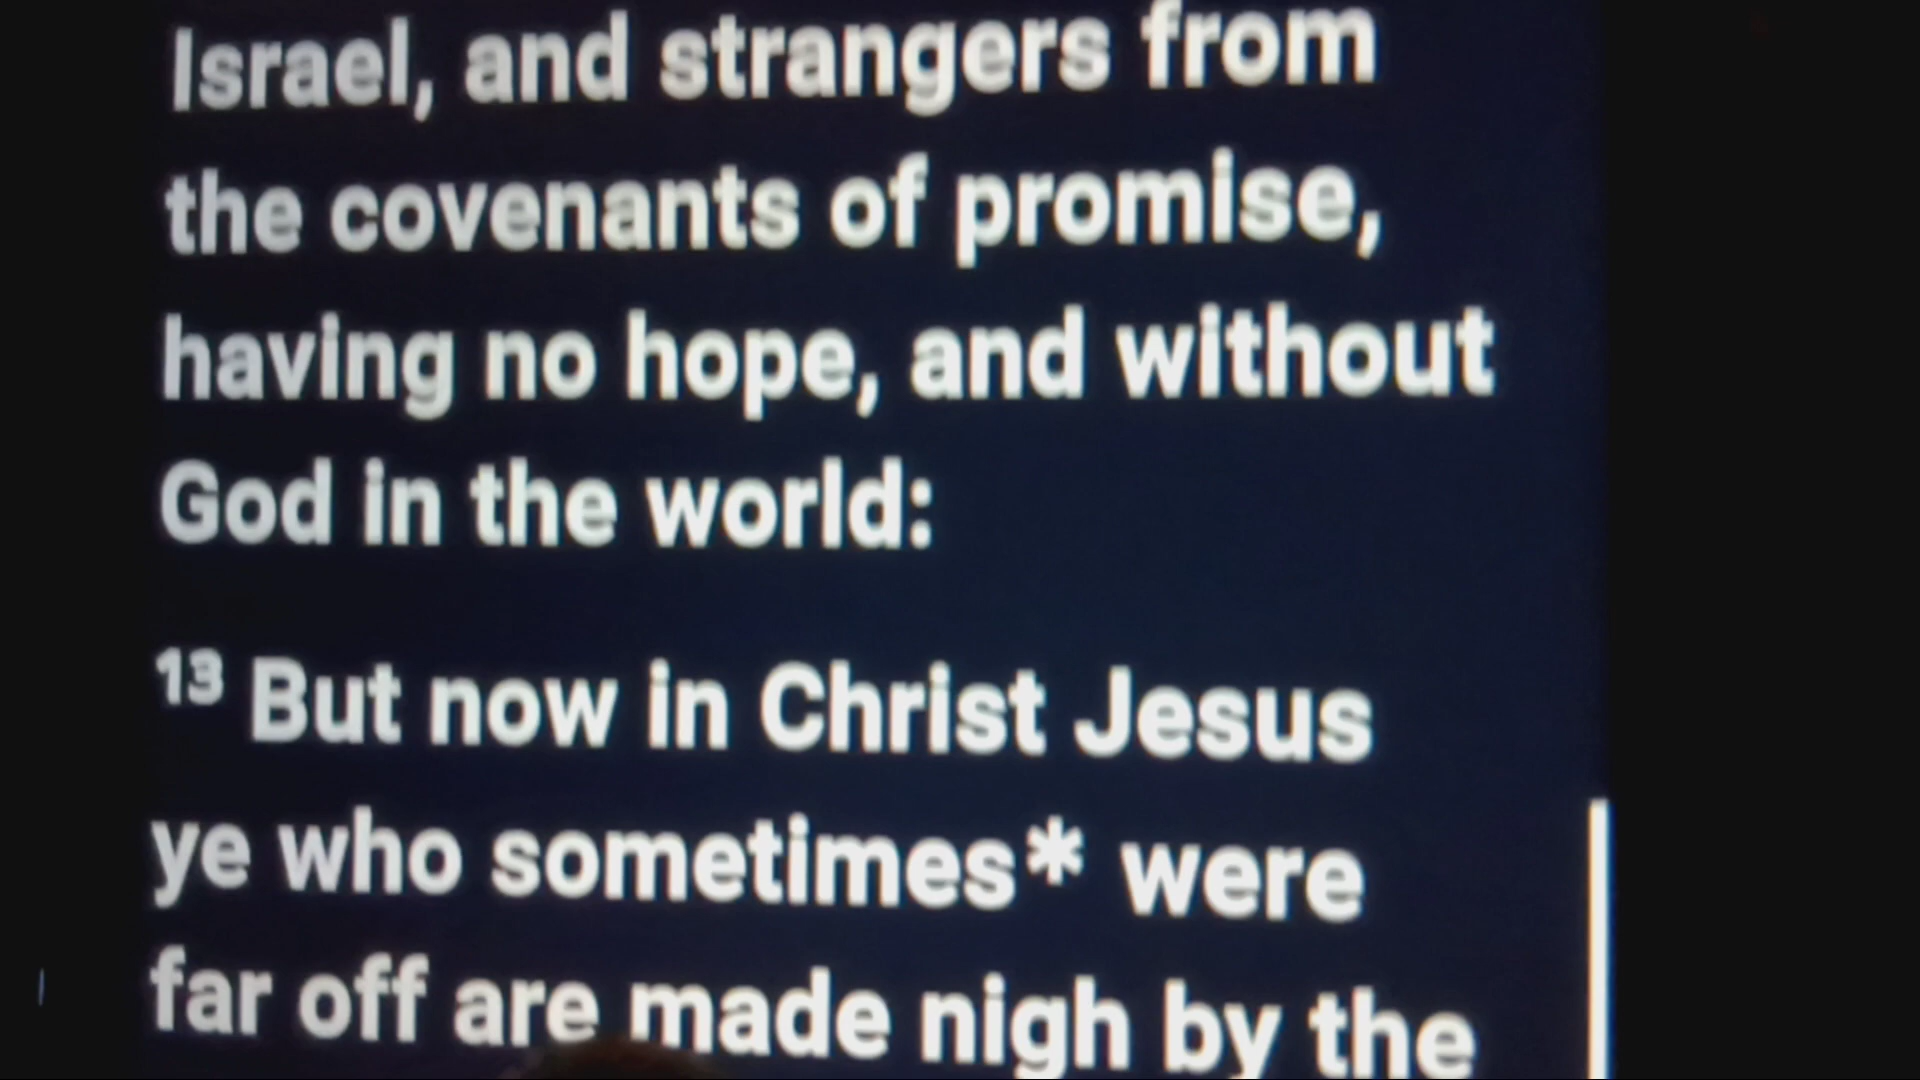 Israel, and strangers from
the covenants of promise,
having no hope, and without
God in the world:
13 But now in Christ Jesus
ye who sometimes* were
far off are made nigh by the